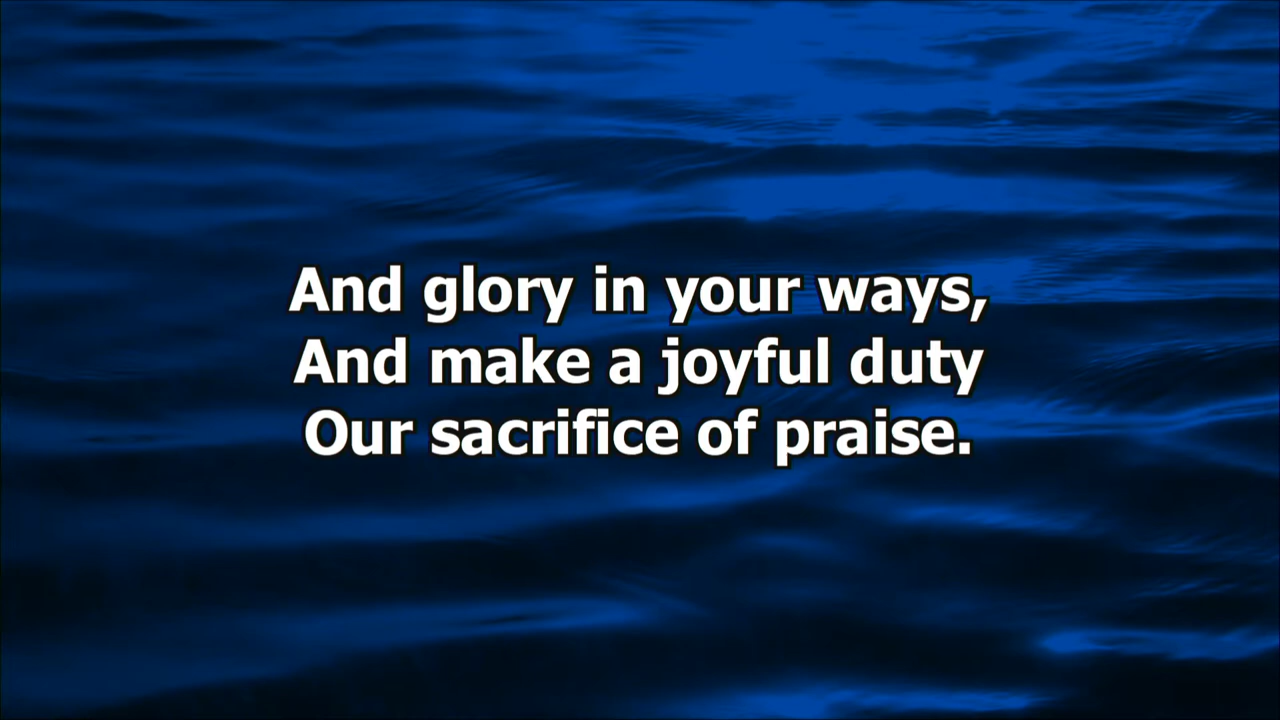 And glory in your ways,
And make a joyful duty
Our sacrifice of praise.